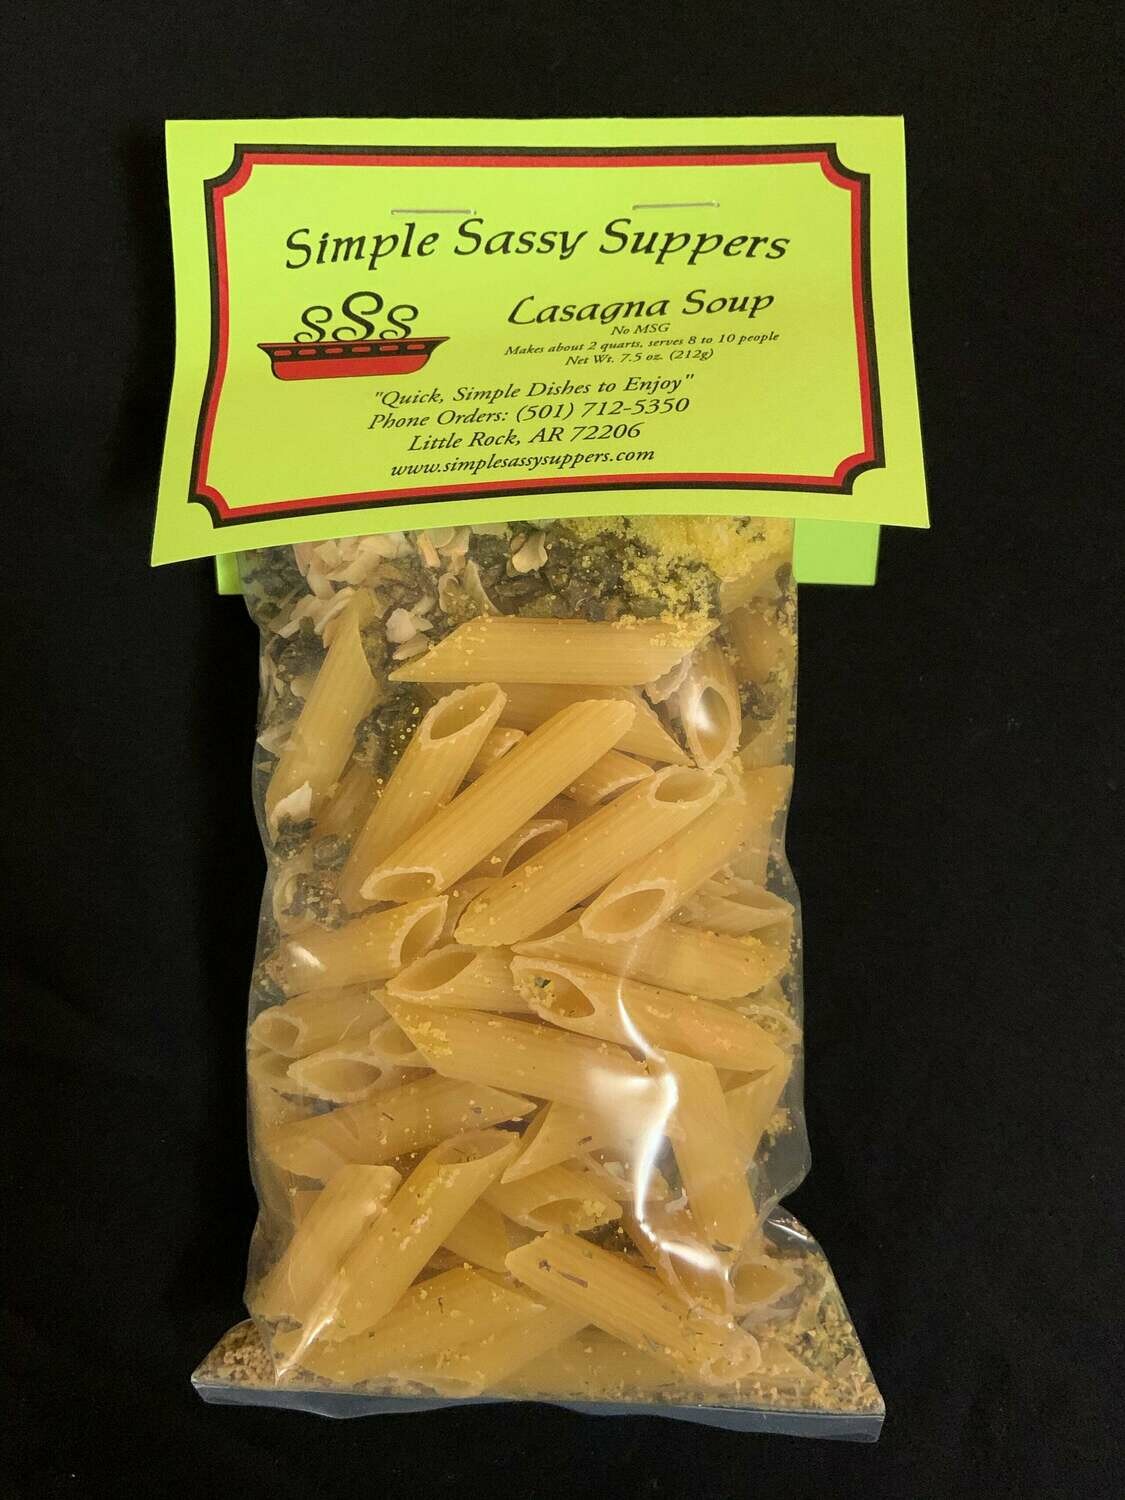 Simple Sassy Suppers
sSs
Lasagna Soup
No MSG
Makes about 2 quarts, serves 8 to 10 people
Net Wt. 7.5 oz. (212g)
"Quick, Simple Dishes to Enjoy"
Phone Orders: (501) 712-5350
Little Rock, AR 72206
www.simplesassysuppers.com